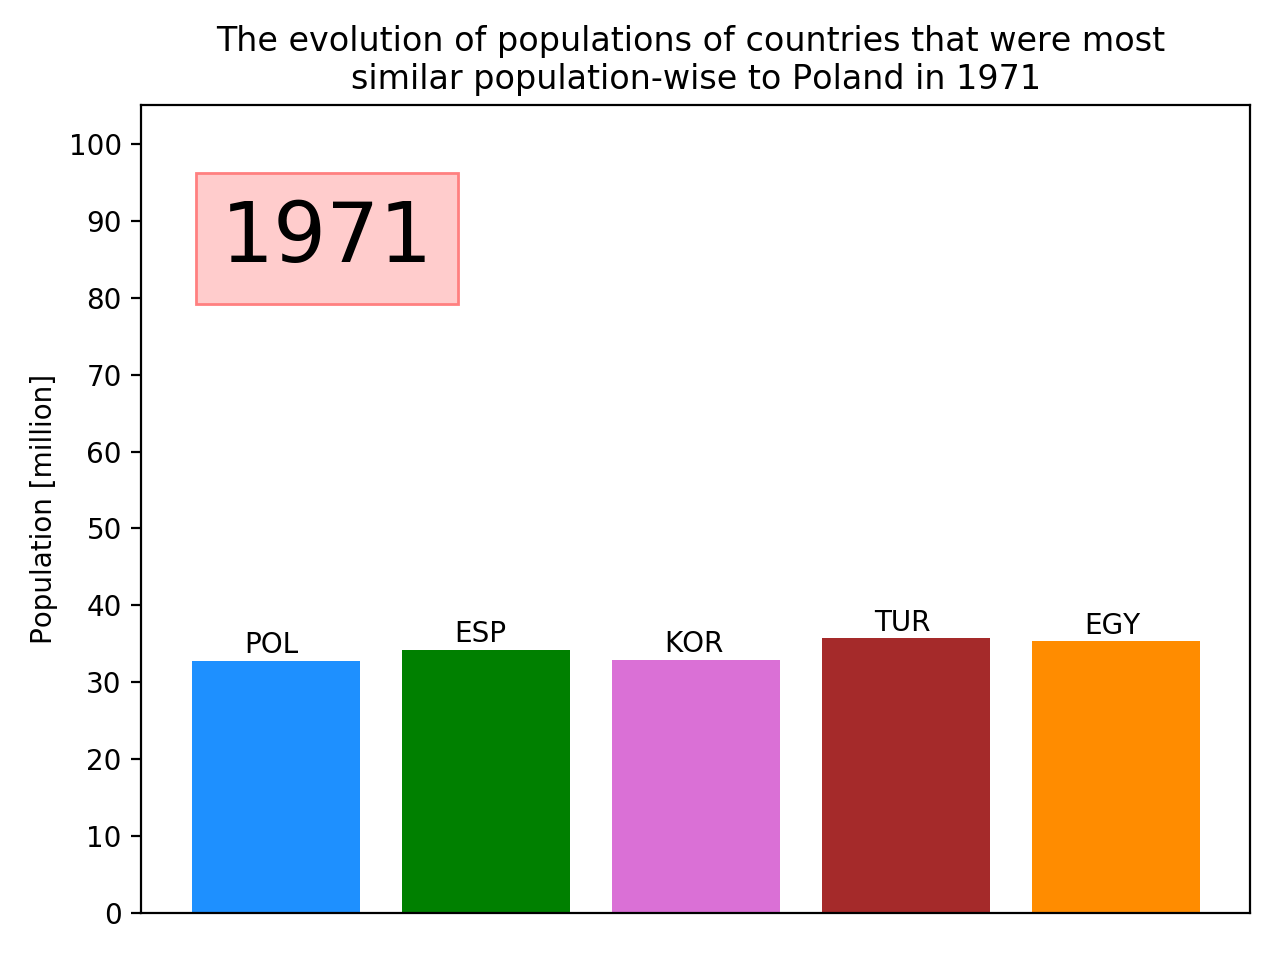 The evolution of populations of countries that were most
similar population-wise to Poland in 1971
100
90
80
70
60
50
40
30
20
10
0
Population [million]
1971
POL
ESP
KOR
TUR
EGY